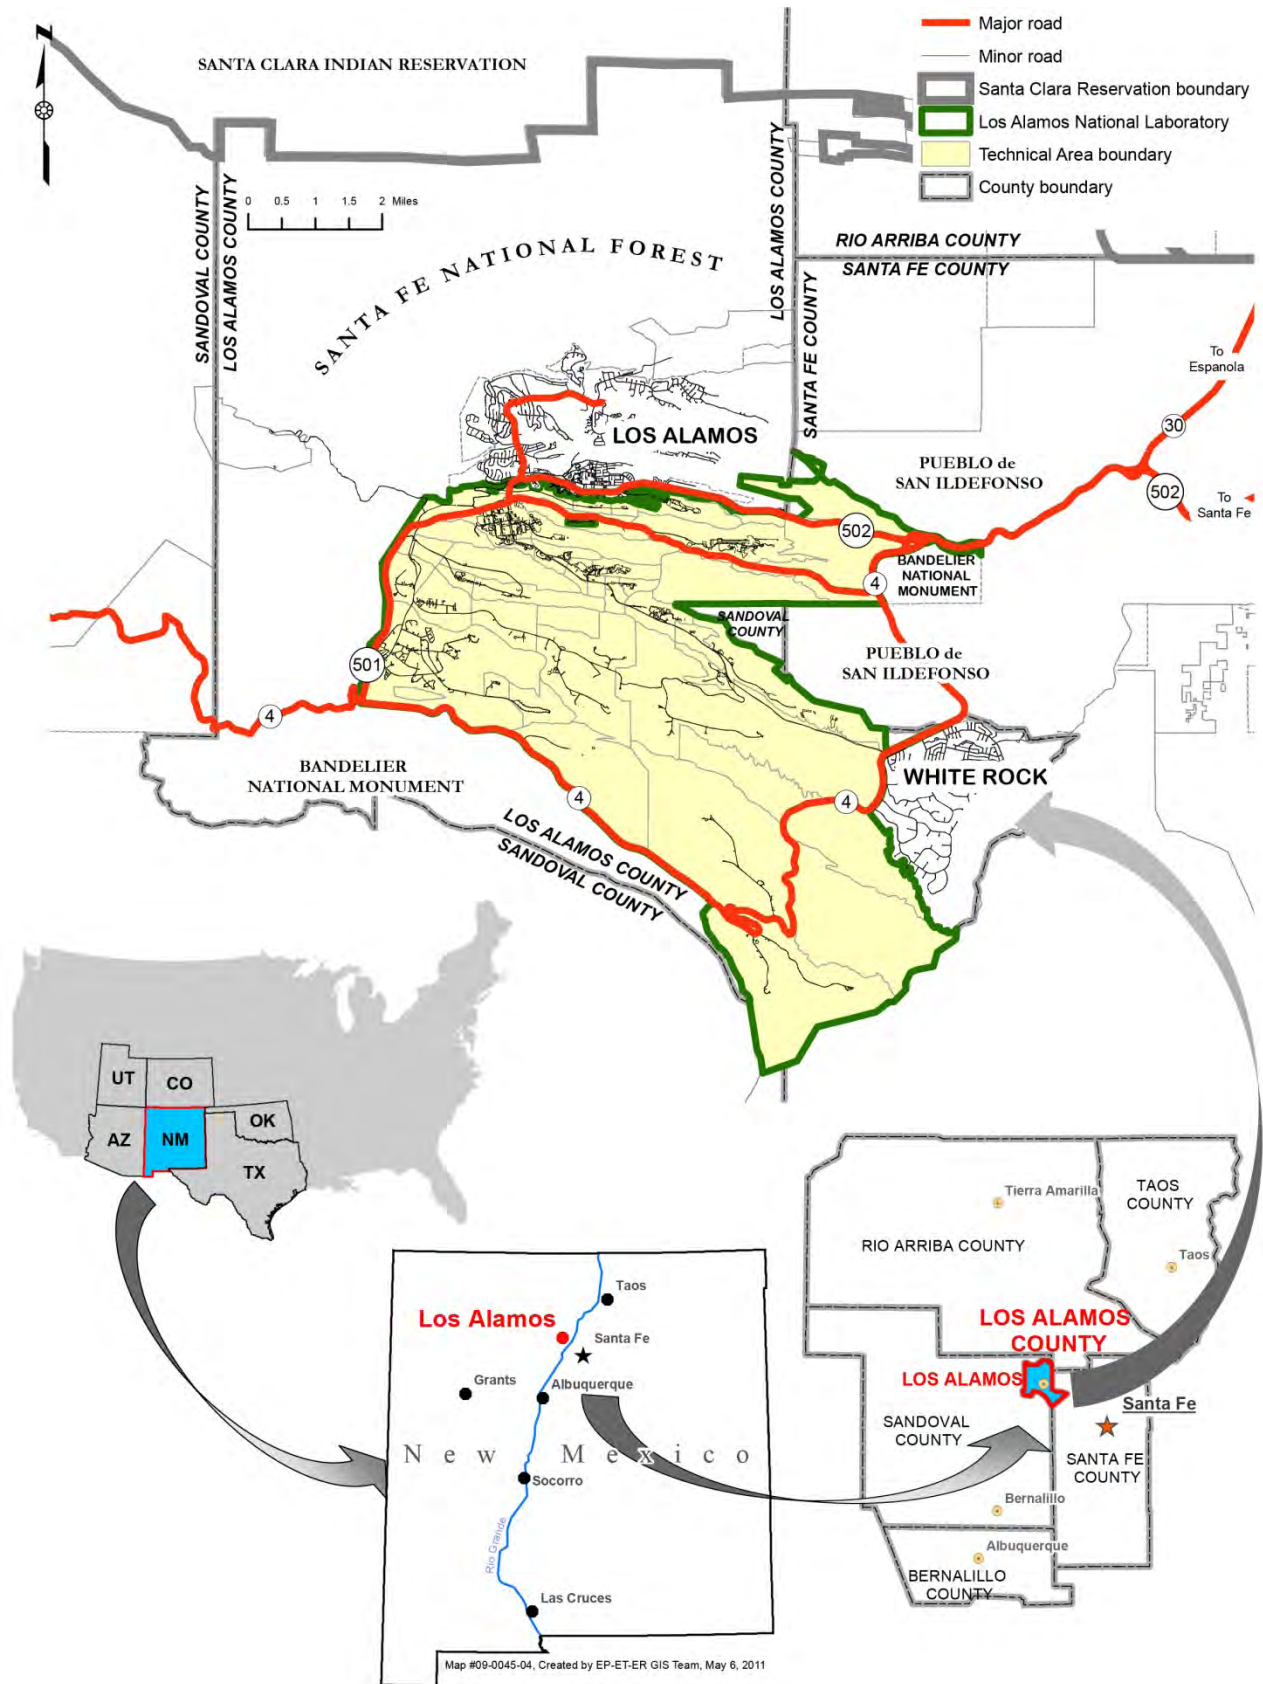 Major road
Minor road
Santa Clara Reservation boundary
Los Alamos National Laboratory
Technical Area boundary
County boundary
N
SANTA CLARA INDIAN RESERVATION
0 0.5 1 1.5 2 Miles
SANDOVAL COUNTY
LOS ALAMOS COUNTY
SANTA FE NATIONAL FOREST
LOS ALAMOS COUNTY
SANTA FE COUNTY
RIO ARRIBA COUNTY
SANTA FE COUNTY
To
Espanola
30
LOS ALAMOS
PUEBLO de
SAN ILDEFONSO
502
To
Santa Fe
502
BANDELIER
NATIONAL
MONUMENT
4
SANDOVAL
COUNTY
PUEBLO de
SAN ILDEFONSO
501
4
BANDELIER
NATIONAL MONUMENT
WHITE ROCK
4
4
LOS ALAMOS COUNTY
SANDOVAL COUNTY
UT
CO
AZ
NM
OK
TX
Taos
Los Alamos
Santa Fe
Grants
Albuquerque
New Mexico
Socorro
Rio Grande
Las Cruces
Tierra Amarilla
TAOS
COUNTY
RIO ARRIBA COUNTY
Taos
LOS ALAMOS
COUNTY
LOS ALAMOS
Santa Fe
SANDOVAL
COUNTY
SANTA FE
COUNTY
Bernalillo
Albuquerque
BERNALILLO
COUNTY
Map #09-0045-04, Created by EP-ET-ER GIS Team, May 6, 2011